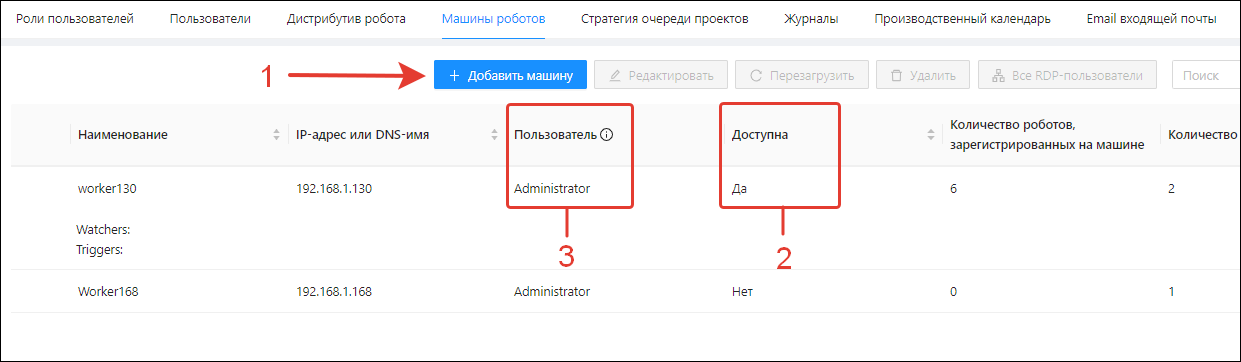 Роли пользователей Пользователи Дистрибутив робота Машины роботов Стратегия очереди проектов Журналы Производственный календарь Email входящей почты
1 + Добавить машину Редактировать Перезагрузить Удалить Все RDP-пользователи Поиск
Наименование IP-адрес или DNS-имя Пользователь Доступна Количество роботов, зарегистрированных на машине Количество
worker130 192.168.1.130 Administrator Да 6 2
Watchers:
Triggers:
3 2
Worker168 192.168.1.168 Administrator Нет 0 1